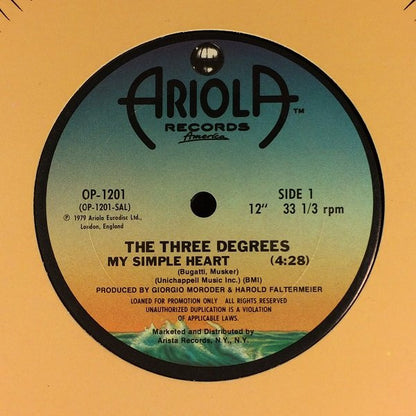 ARIOLA™
RECORDS
America
OP-1201
(OP-1201-SAL)
℗ 1979 Ariola Eurodisc Ltd.,
London, England
SIDE 1
12" 33 1/3 rpm
THE THREE DEGREES
MY SIMPLE HEART (4:28)
(Bugatti, Musker)
(Unichappell Music Inc.) (BMI)
PRODUCED BY GIORGIO MORODER & HAROLD FALTERMEIER
LOANED FOR PROMOTION ONLY ALL RIGHTS RESERVED
UNAUTHORIZED DUPLICATION IS A VIOLATION
OF APPLICABLE LAWS.
Marketed and Distributed by
Arista Records, N.Y., N.Y.